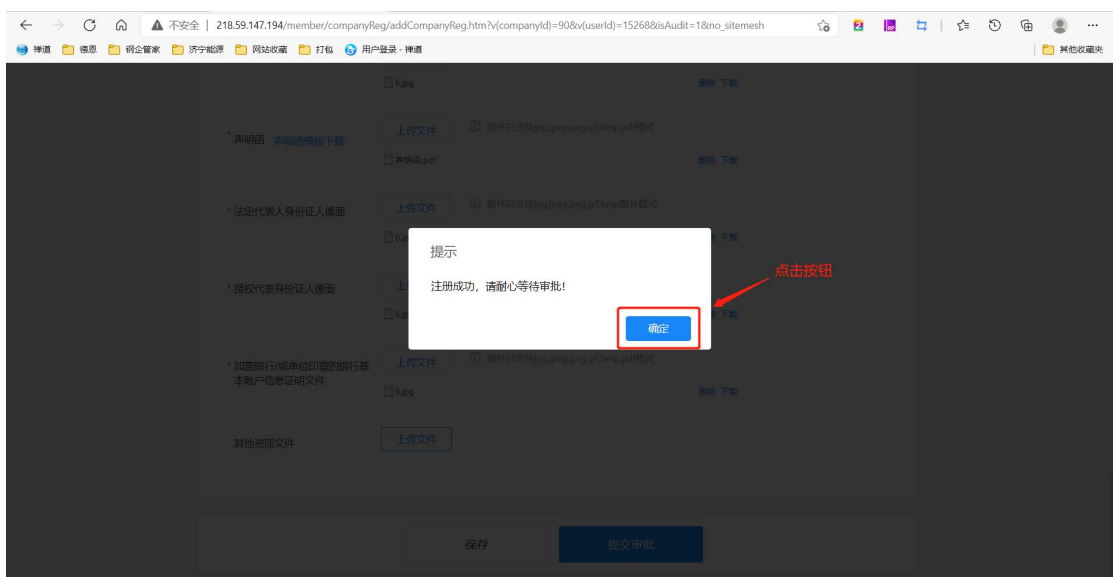 不安全 | 218.59.147.194/member/companyReg/addCompanyReg.htm?v(companyId)=90&v(userId)=15268&isAudit=1&no_sitemesh
禅道 德恩 钢企管家 济宁能源 网站收藏 打包 用户登录 - 禅道 其他收藏夹
6.jpg 删除 下载
* 声明函 声明函模板下载 上传文件 附件只支持jpg,jpeg,png,gif,bmp,pdf格式
声明函.pdf 删除 下载
* 法定代表人身份证人像面 上传文件 附件只支持jpg,jpeg,png,gif,bmp图片格式
6.jp 下载
提示
点击按钮
* 授权代表身份证人像面 上 注册成功，请耐心等待审批!
6.jp 确定 下载
* 加盖银行/或单位印章的银行基 上传文件 附件只支持jpg,jpeg,png,gif,bmp,pdf格式
本账户信息证明文件
6.jpg 删除 下载
其他资质文件 上传文件
保存 提交审批